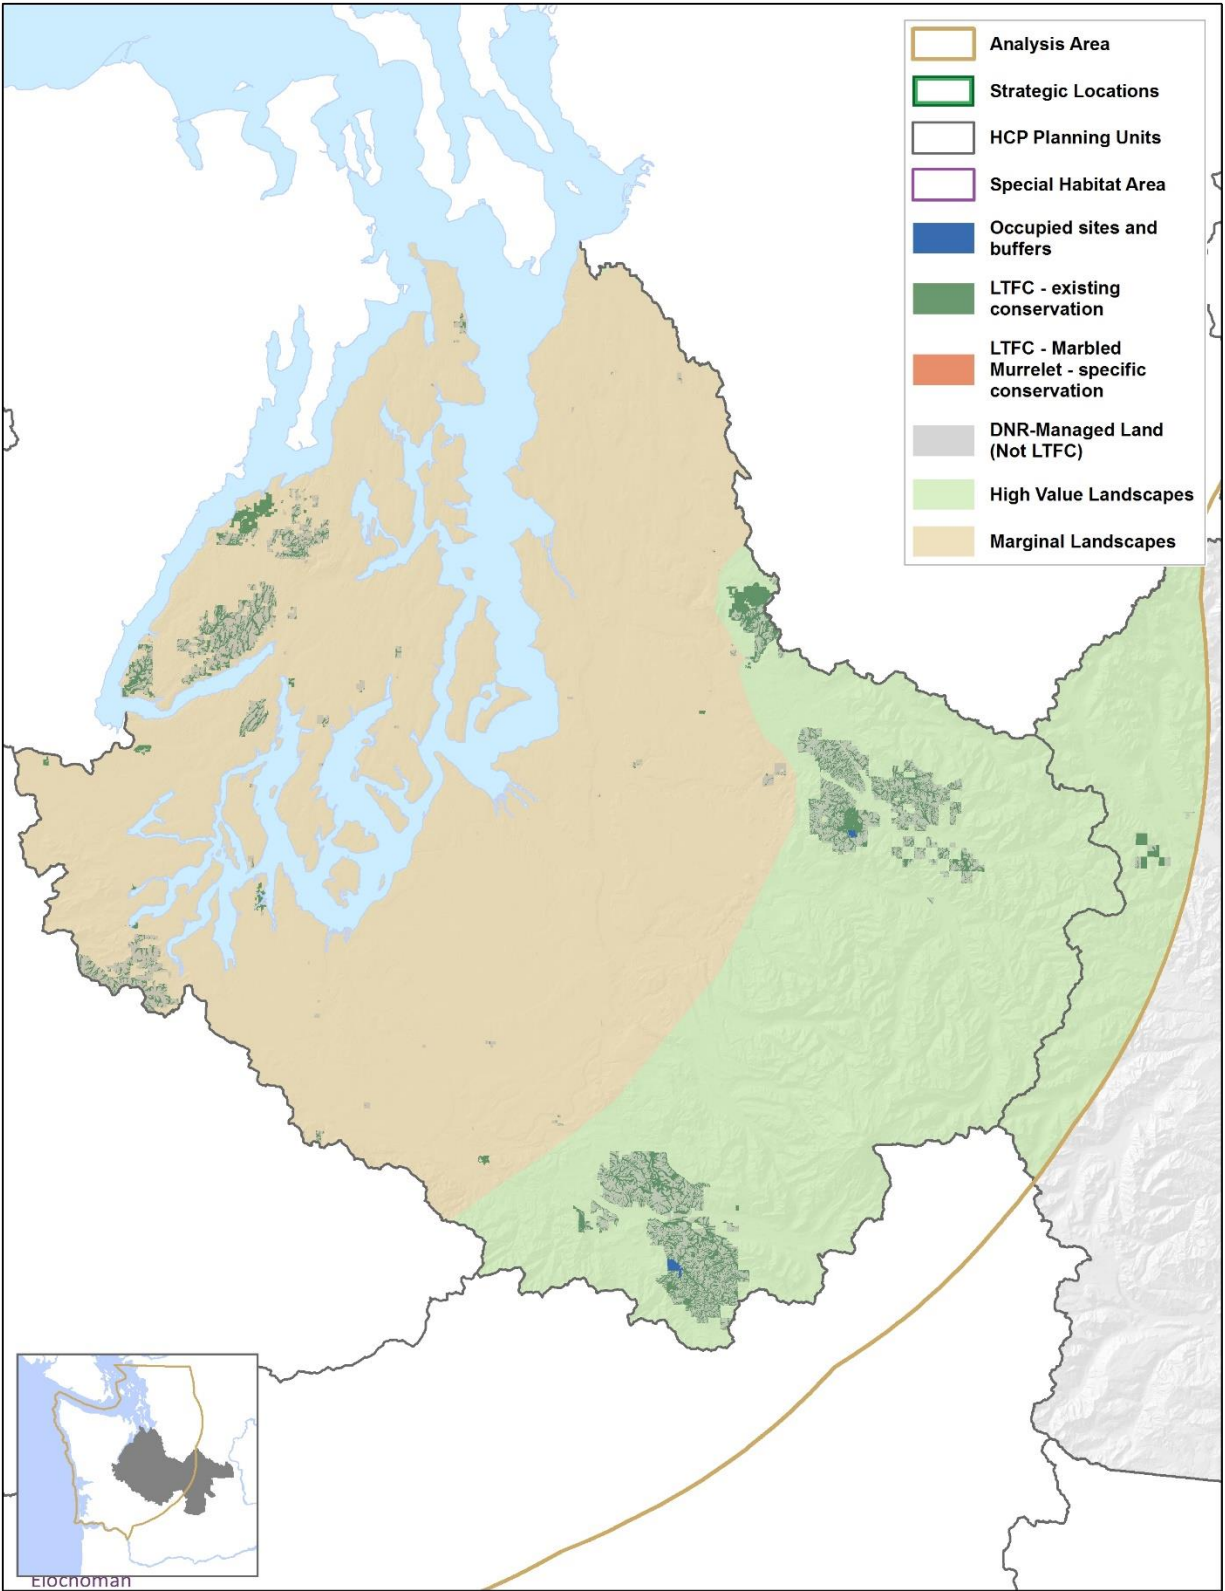 Analysis Area
Strategic Locations
HCP Planning Units
Special Habitat Area
Occupied sites and
buffers
LTFC - existing
conservation
LTFC - Marbled
Murrelet - specific
conservation
DNR-Managed Land
(Not LTFC)
High Value Landscapes
Marginal Landscapes
Elochoman